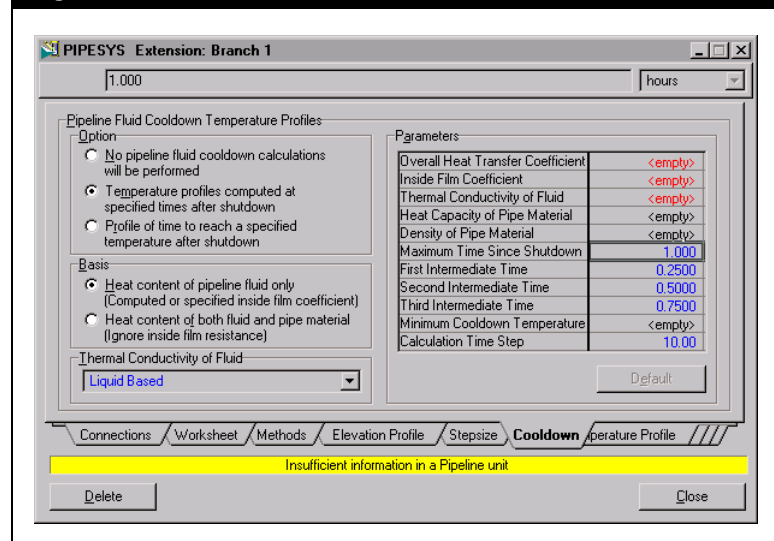 PIPESYS Extension: Branch 1
1.000
hours
Pipeline Fluid Cooldown Temperature Profiles
Option
No pipeline fluid cooldown calculations
will be performed
Temperature profiles computed at
specified times after shutdown
Profile of time to reach a specified
temperature after shutdown
Basis
Heat content of pipeline fluid only
(Computed or specified inside film coefficient)
Heat content of both fluid and pipe material
(Ignore inside film resistance)
Thermal Conductivity of Fluid
Liquid Based
Parameters
Overall Heat Transfer Coefficient <empty>
Inside Film Coefficient <empty>
Thermal Conductivity of Fluid <empty>
Heat Capacity of Pipe Material <empty>
Density of Pipe Material <empty>
Maximum Time Since Shutdown 1.000
First Intermediate Time 0.2500
Second Intermediate Time 0.5000
Third Intermediate Time 0.7500
Minimum Cooldown Temperature <empty>
Calculation Time Step 10.00
Default
Connections Worksheet Methods Elevation Profile Stepsize Cooldown perature Profile
Insufficient information in a Pipeline unit
Delete
Close